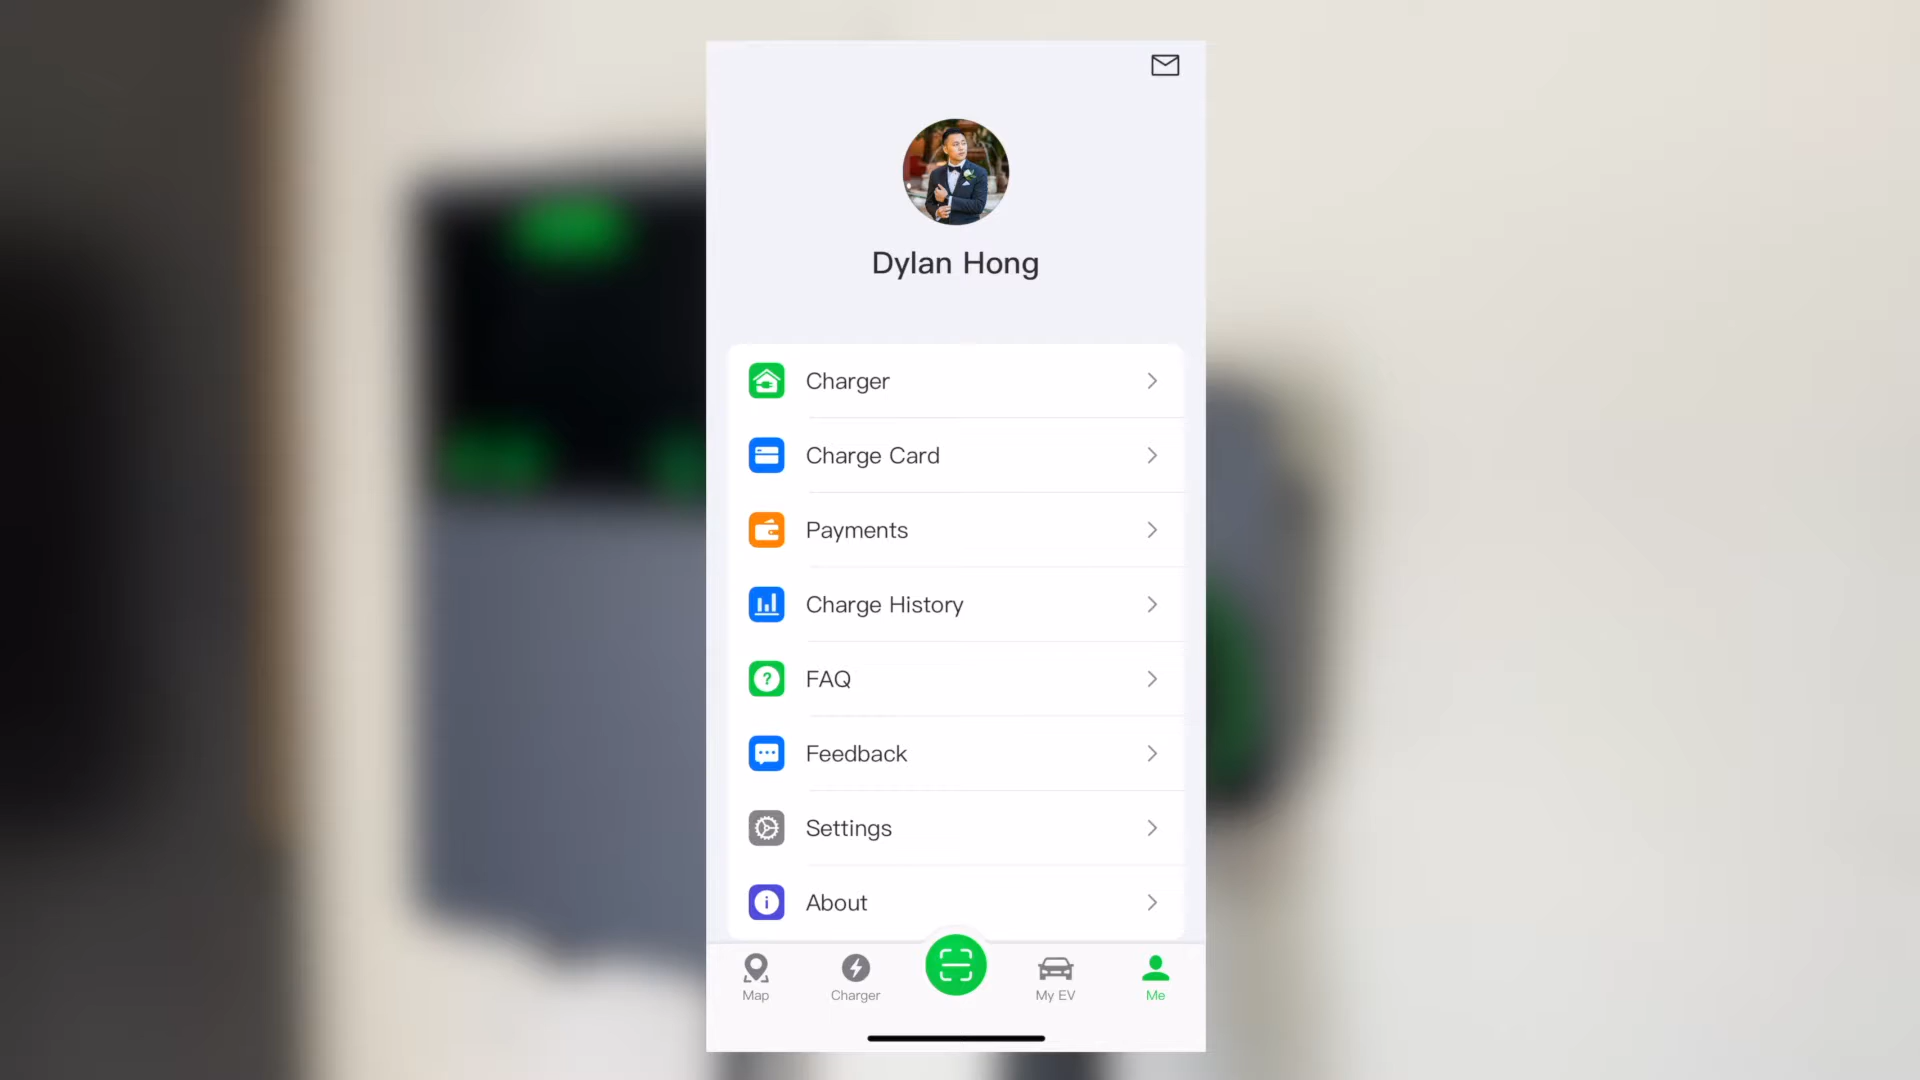 Dylan Hong
Charger
Charge Card
Payments
Charge History
FAQ
Feedback
Settings
About
Map
Charger
My EV
Me